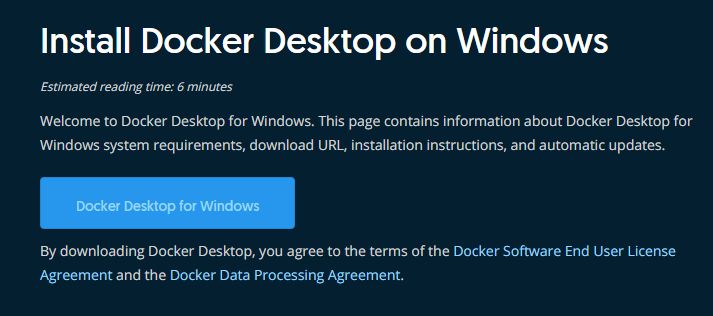 Install Docker Desktop on Windows
Estimated reading time: 6 minutes
Welcome to Docker Desktop for Windows. This page contains information about Docker Desktop for
Windows system requirements, download URL, installation instructions, and automatic updates.
Docker Desktop for Windows
By downloading Docker Desktop, you agree to the terms of the Docker Software End User License
Agreement and the Docker Data Processing Agreement.